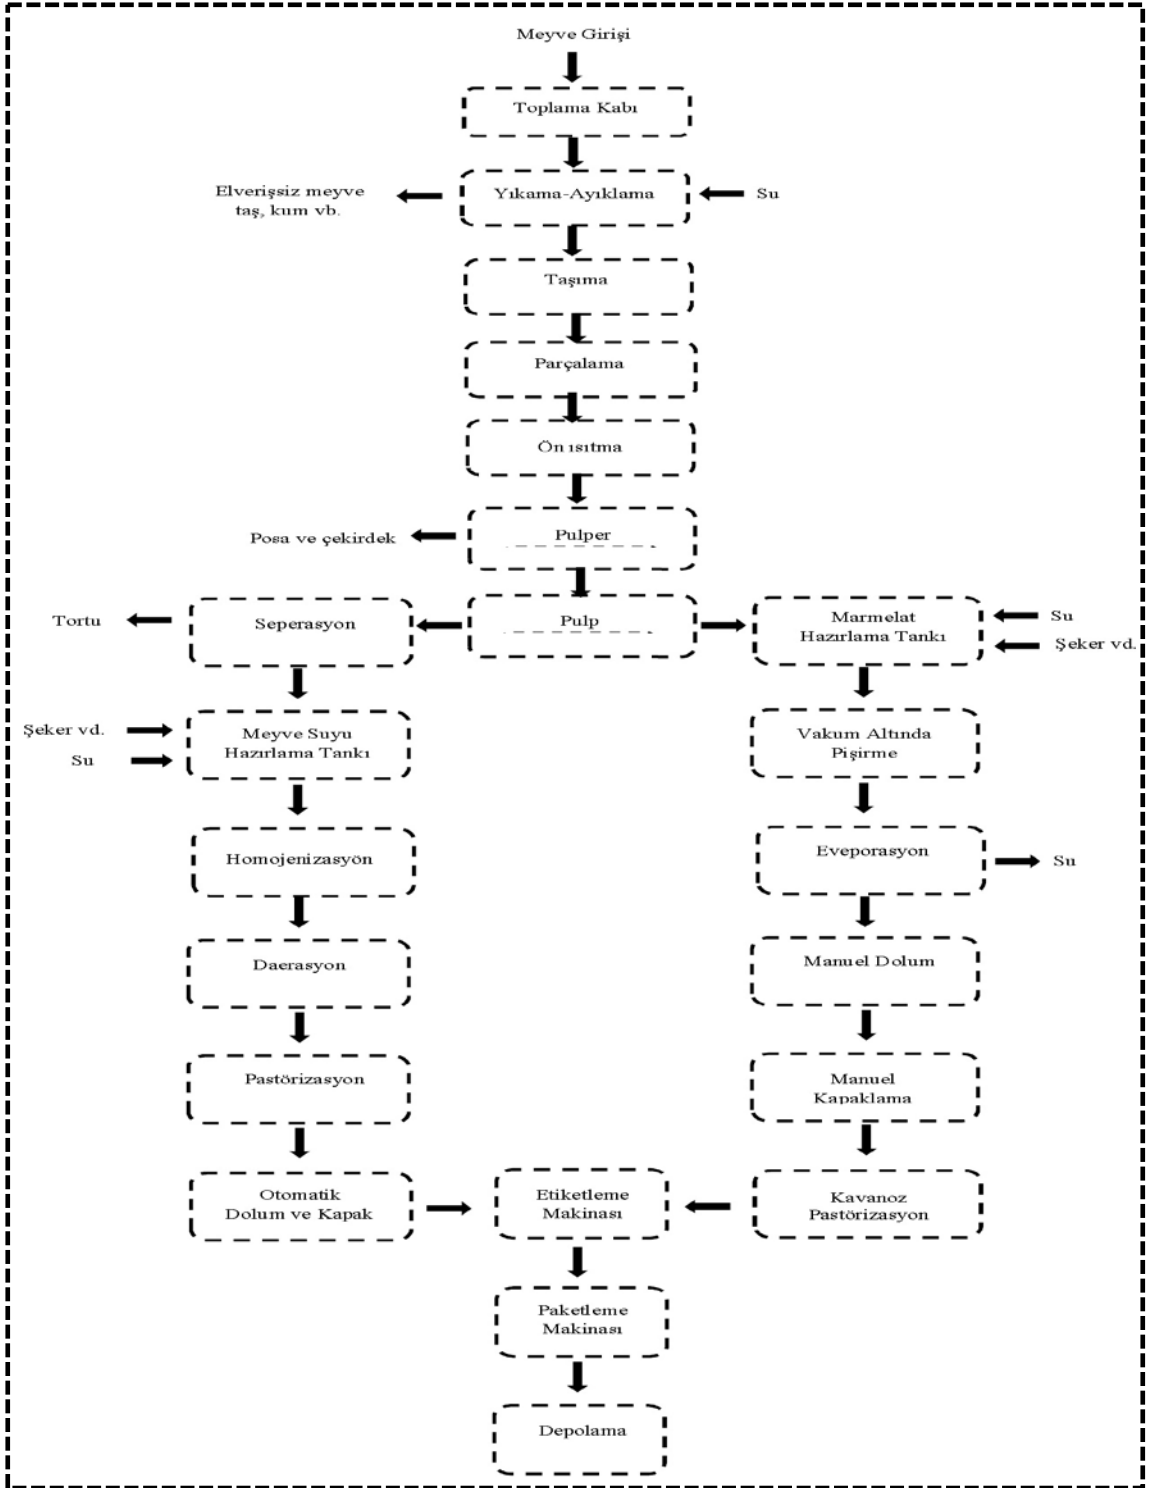 Meyve Girişi
Toplama Kabı
Elverişsiz meyve
taş, kum vb.
Yıkama-Ayıklama
Su
Taşıma
Parçalama
Ön ısıtma
Posa ve çekirdek
Pulper
Tortu
Seperasyon
Pulp
Marmelat
Hazırlama Tankı
Su
Şeker vd.
Şeker vd.
Su
Meyve Suyu
Hazırlama Tankı
Vakum Altında
Pişirme
Homojenizasyön
Eveporasyon
Su
Daerasyon
Manuel Dolum
Pastörizasyon
Manuel
Kapaklama
Otomatik
Dolum ve Kapak
Etiketleme
Makinası
Kavanoz
Pastörizasyon
Paketleme
Makinası
Depolama